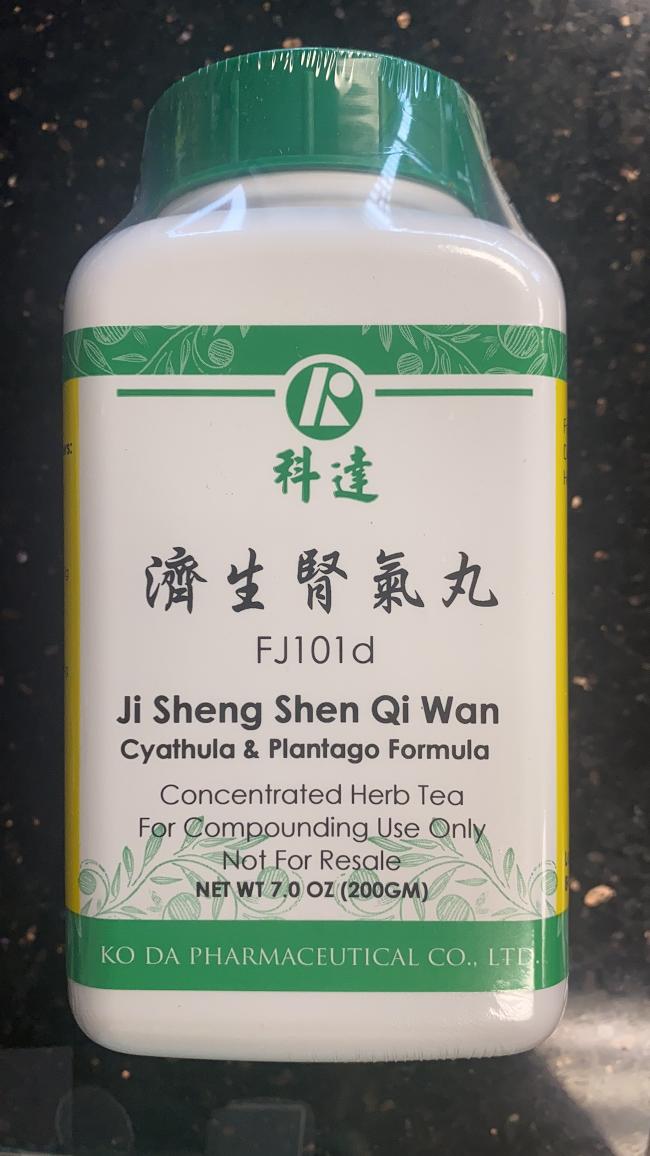 科達
濟生腎氣丸
FJ101d
Ji Sheng Shen Qi Wan
Cyathula & Plantago Formula
Concentrated Herb Tea
For Compounding Use Only
Not For Resale
NET WT 7.0 OZ (200GM)
KO DA PHARMACEUTICAL CO., LTD.